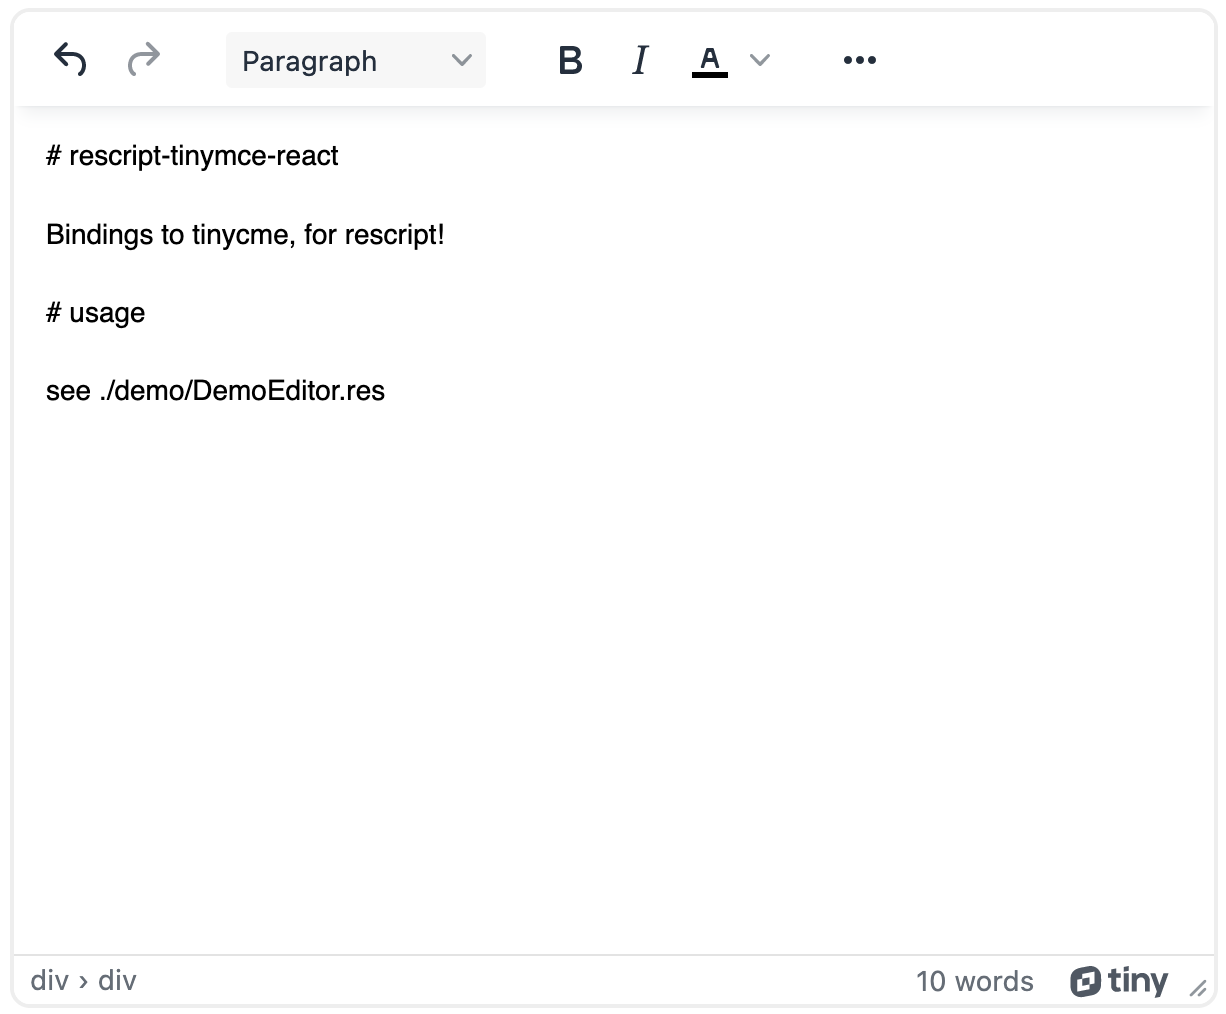 Paragraph B I A
# rescript-tinymce-react
Bindings to tinycme, for rescript!
# usage
see ./demo/DemoEditor.res
div › div 10 words tiny